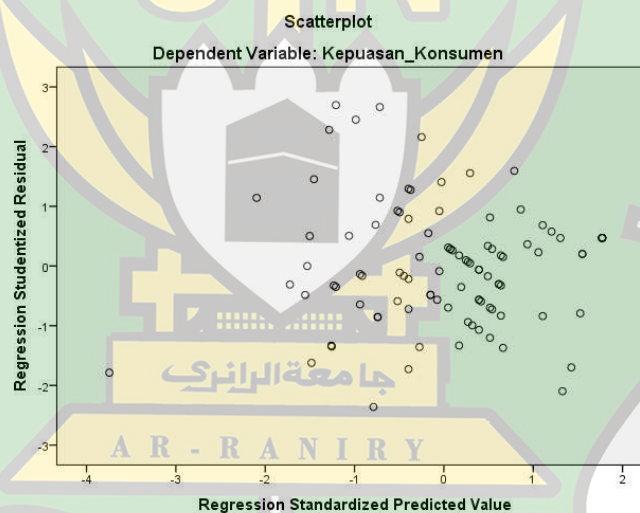 Scatterplot
Dependent Variable: Kepuasan_Konsumen
Regression Studentized Residual
3
2
1
0
-1
-2
-3
-4 -3 -2 -1 0 1 2
Regression Standardized Predicted Value
جامعةالرانري
AR-RANIRY